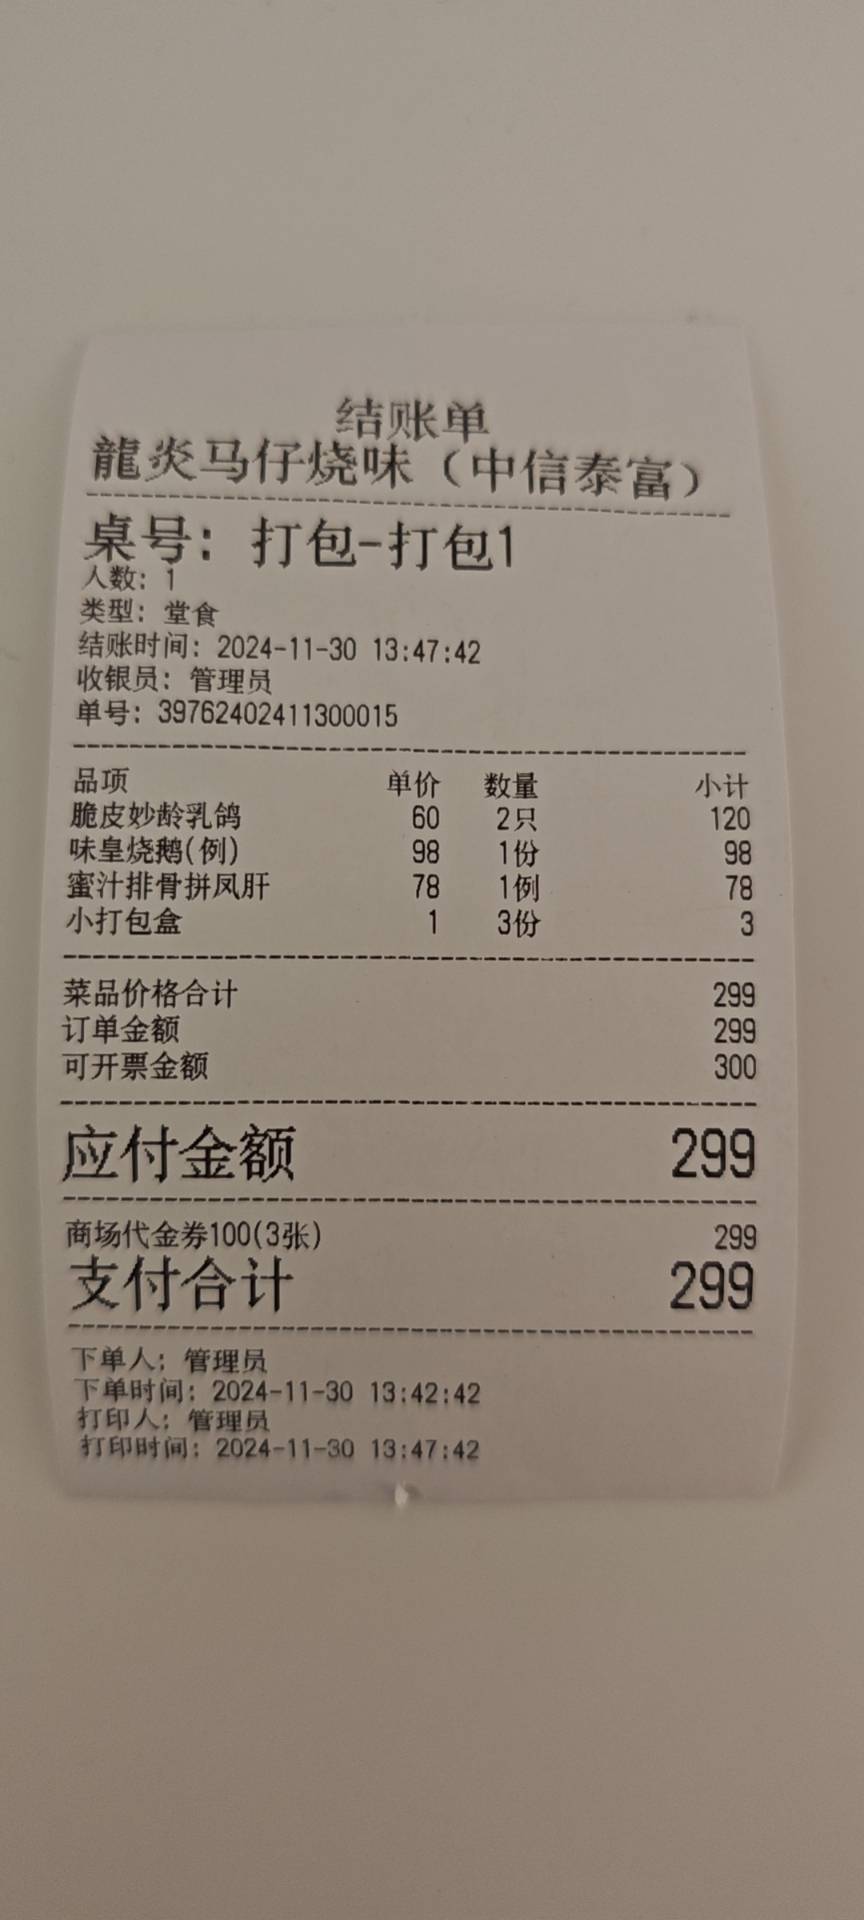 结账单
龍炎马仔烧味（中信泰富）
桌号：打包-打包1
人数：1
类型：堂食
结账时间：2024-11-30 13:47:42
收银员：管理员
单号：39762402411300015
品项 单价 数量 小计
脆皮妙龄乳鸽 60 2只 120
味皇烧鹅(例) 98 1份 98
蜜汁排骨拼凤肝 78 1例 78
小打包盒 1 3份 3
菜品价格合计 299
订单金额 299
可开票金额 300
应付金额 299
商场代金券100(3张) 299
支付合计 299
下单人：管理员
下单时间：2024-11-30 13:42:42
打印人：管理员
打印时间：2024-11-30 13:47:42